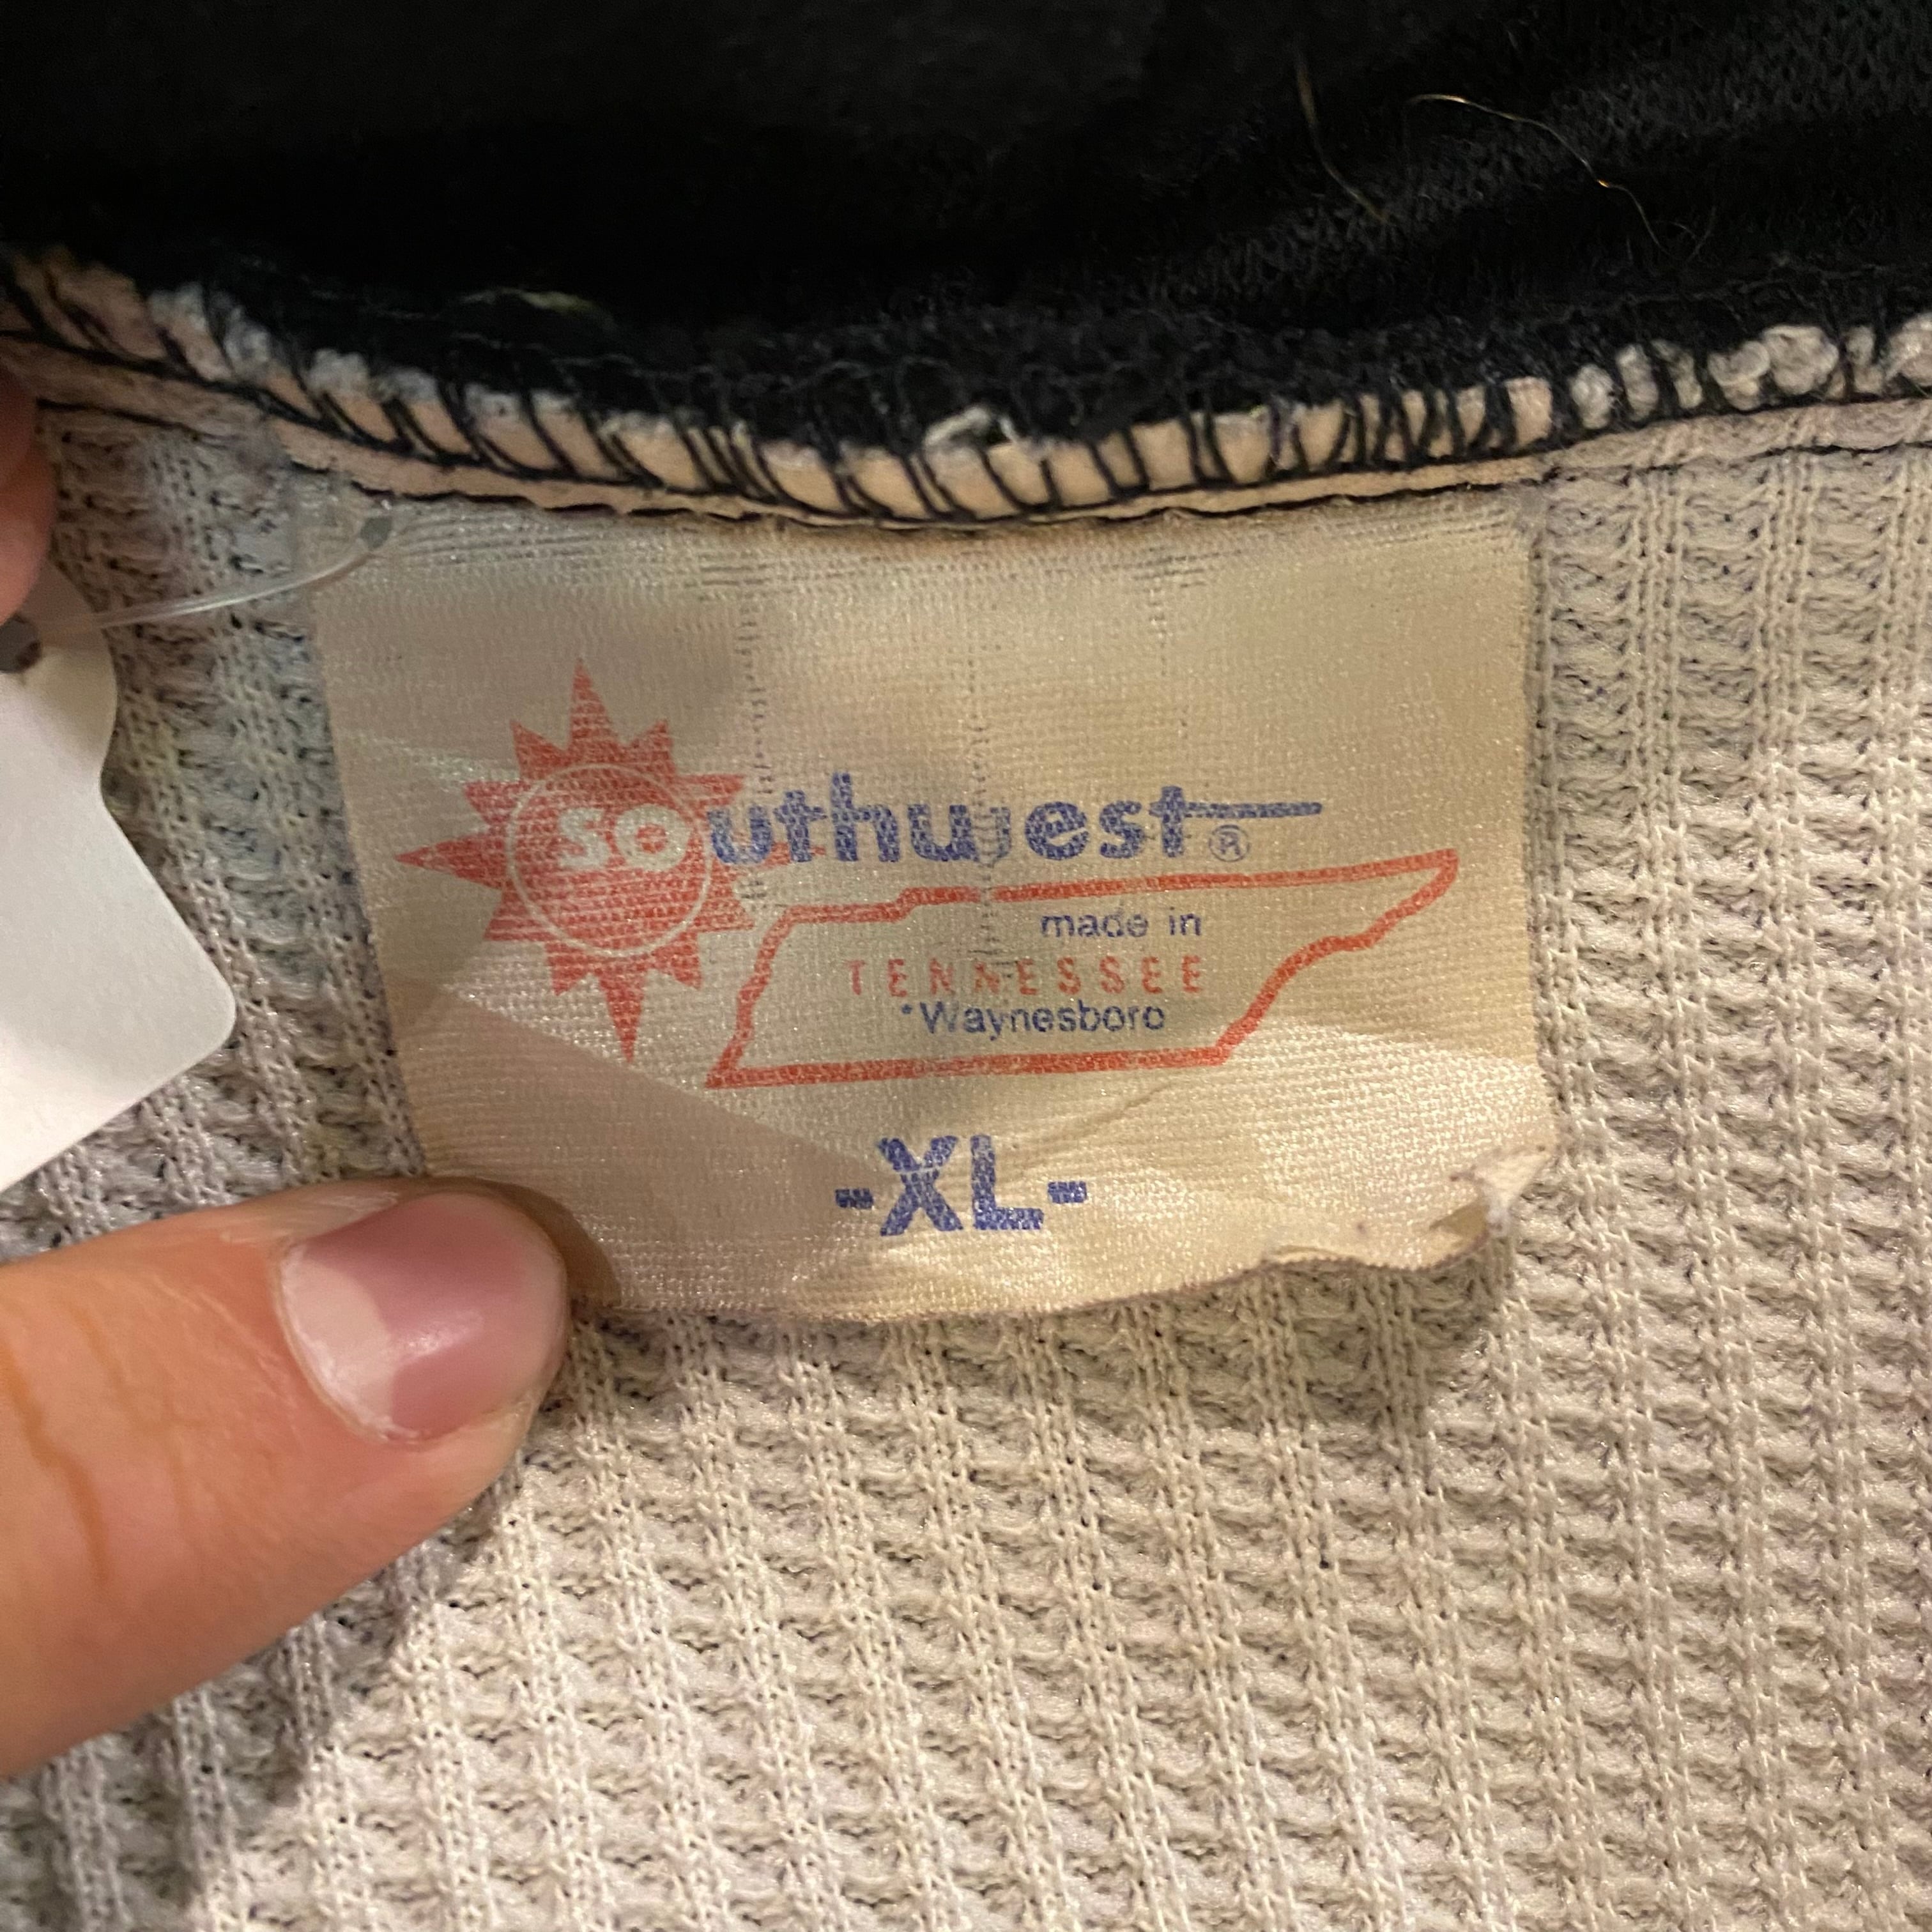 Southwest®
made in
TENNESSEE
*Waynesboro
-XL-